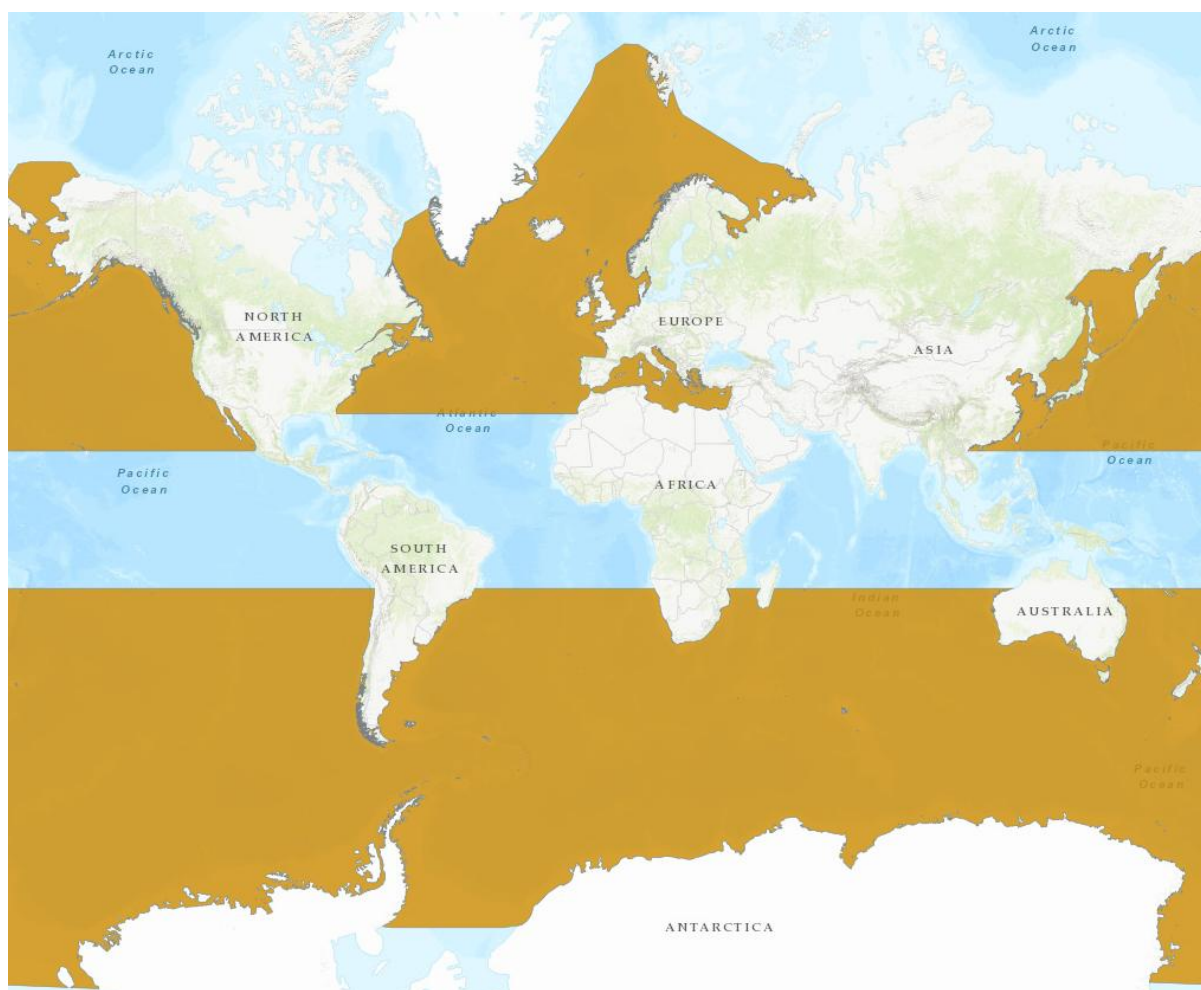 Arctic
Ocean
Arctic
Ocean
NORTH
AMERICA
EUROPE
ASIA
Atlantic
Ocean
Pacific
Ocean
Pacific
Ocean
AFRICA
SOUTH
AMERICA
Indian
Ocean
AUSTRALIA
Pacific
Ocean
ANTARCTICA